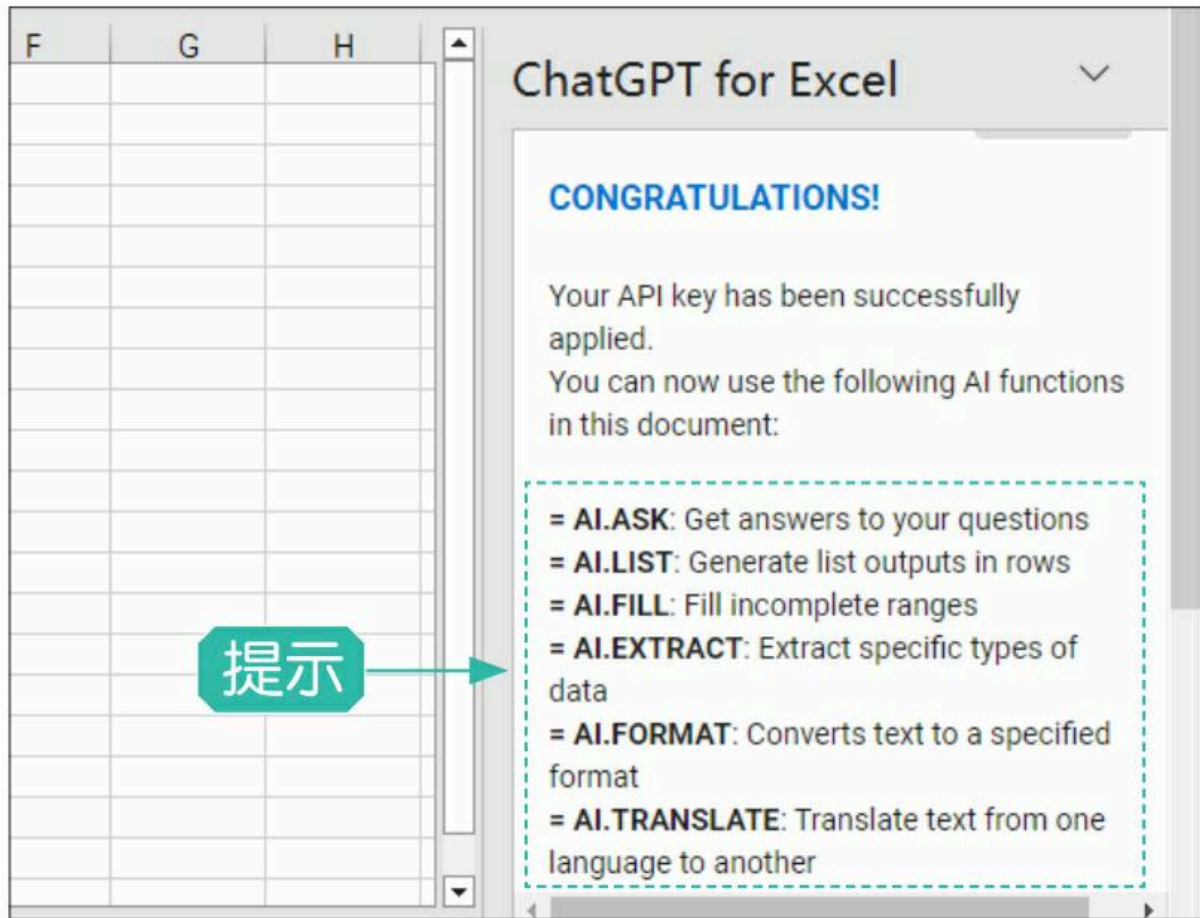 F G H
ChatGPT for Excel
CONGRATULATIONS!
Your API key has been successfully
applied.
You can now use the following AI functions
in this document:
= AI.ASK: Get answers to your questions
= AI.LIST: Generate list outputs in rows
= AI.FILL: Fill incomplete ranges
= AI.EXTRACT: Extract specific types of
data
= AI.FORMAT: Converts text to a specified
format
= AI.TRANSLATE: Translate text from one
language to another
提示